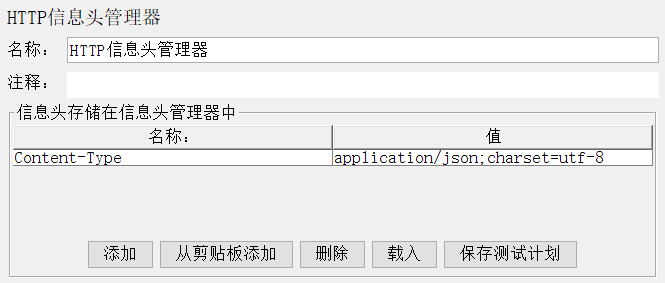 HTTP信息头管理器
名称： HTTP信息头管理器
注释：
信息头存储在信息头管理器中
名称： 值
Content-Type application/json;charset=utf-8
添加 从剪贴板添加 删除 载入 保存测试计划